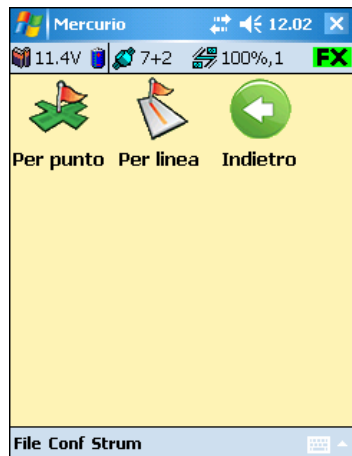 Mercurio 12.02
11.4V 7+2 100%,1 FX
Per punto Per linea Indietro
File Conf Strum